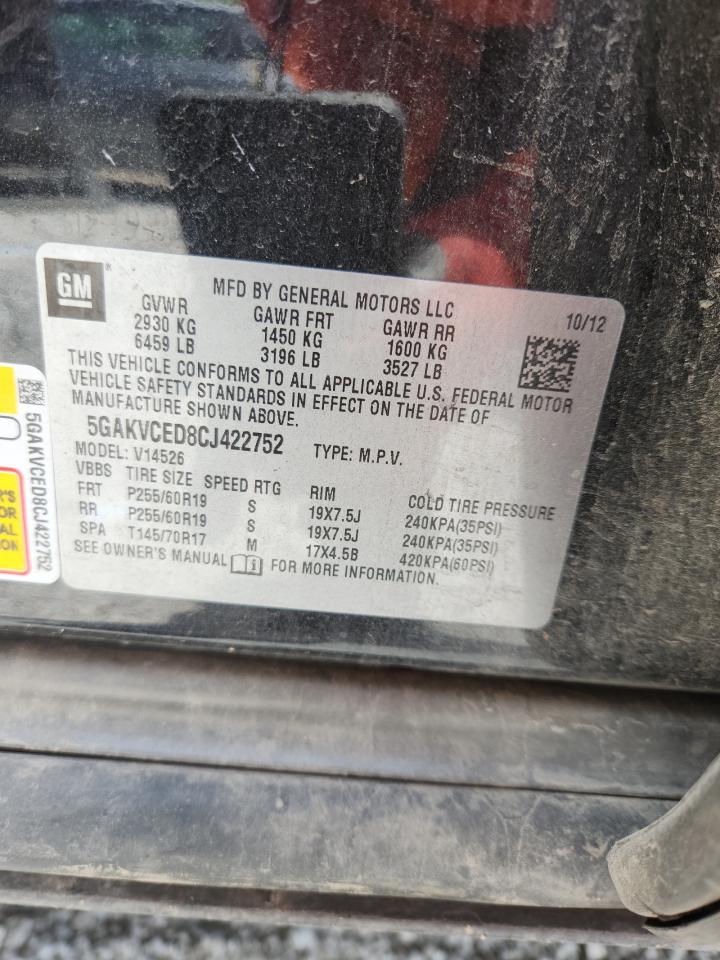 GM
MFD BY GENERAL MOTORS LLC
10/12
GVWR GAWR FRT GAWR RR
2930 KG 1450 KG 1600 KG
6459 LB 3196 LB 3527 LB
THIS VEHICLE CONFORMS TO ALL APPLICABLE U.S. FEDERAL MOTOR
VEHICLE SAFETY STANDARDS IN EFFECT ON THE DATE OF
MANUFACTURE SHOWN ABOVE.
5GAKVCED8CJ422752 TYPE: M.P.V.
MODEL: V14526
VBBS TIRE SIZE SPEED RTG RIM COLD TIRE PRESSURE
FRT P255/60R19 S 19X7.5J 240KPA(35PSI)
RR P255/60R19 S 19X7.5J 240KPA(35PSI)
SPA T145/70R17 M 17X4.5B 420KPA(60PSI)
SEE OWNER'S MANUAL FOR MORE INFORMATION.
5GAKVCED8CJ422752